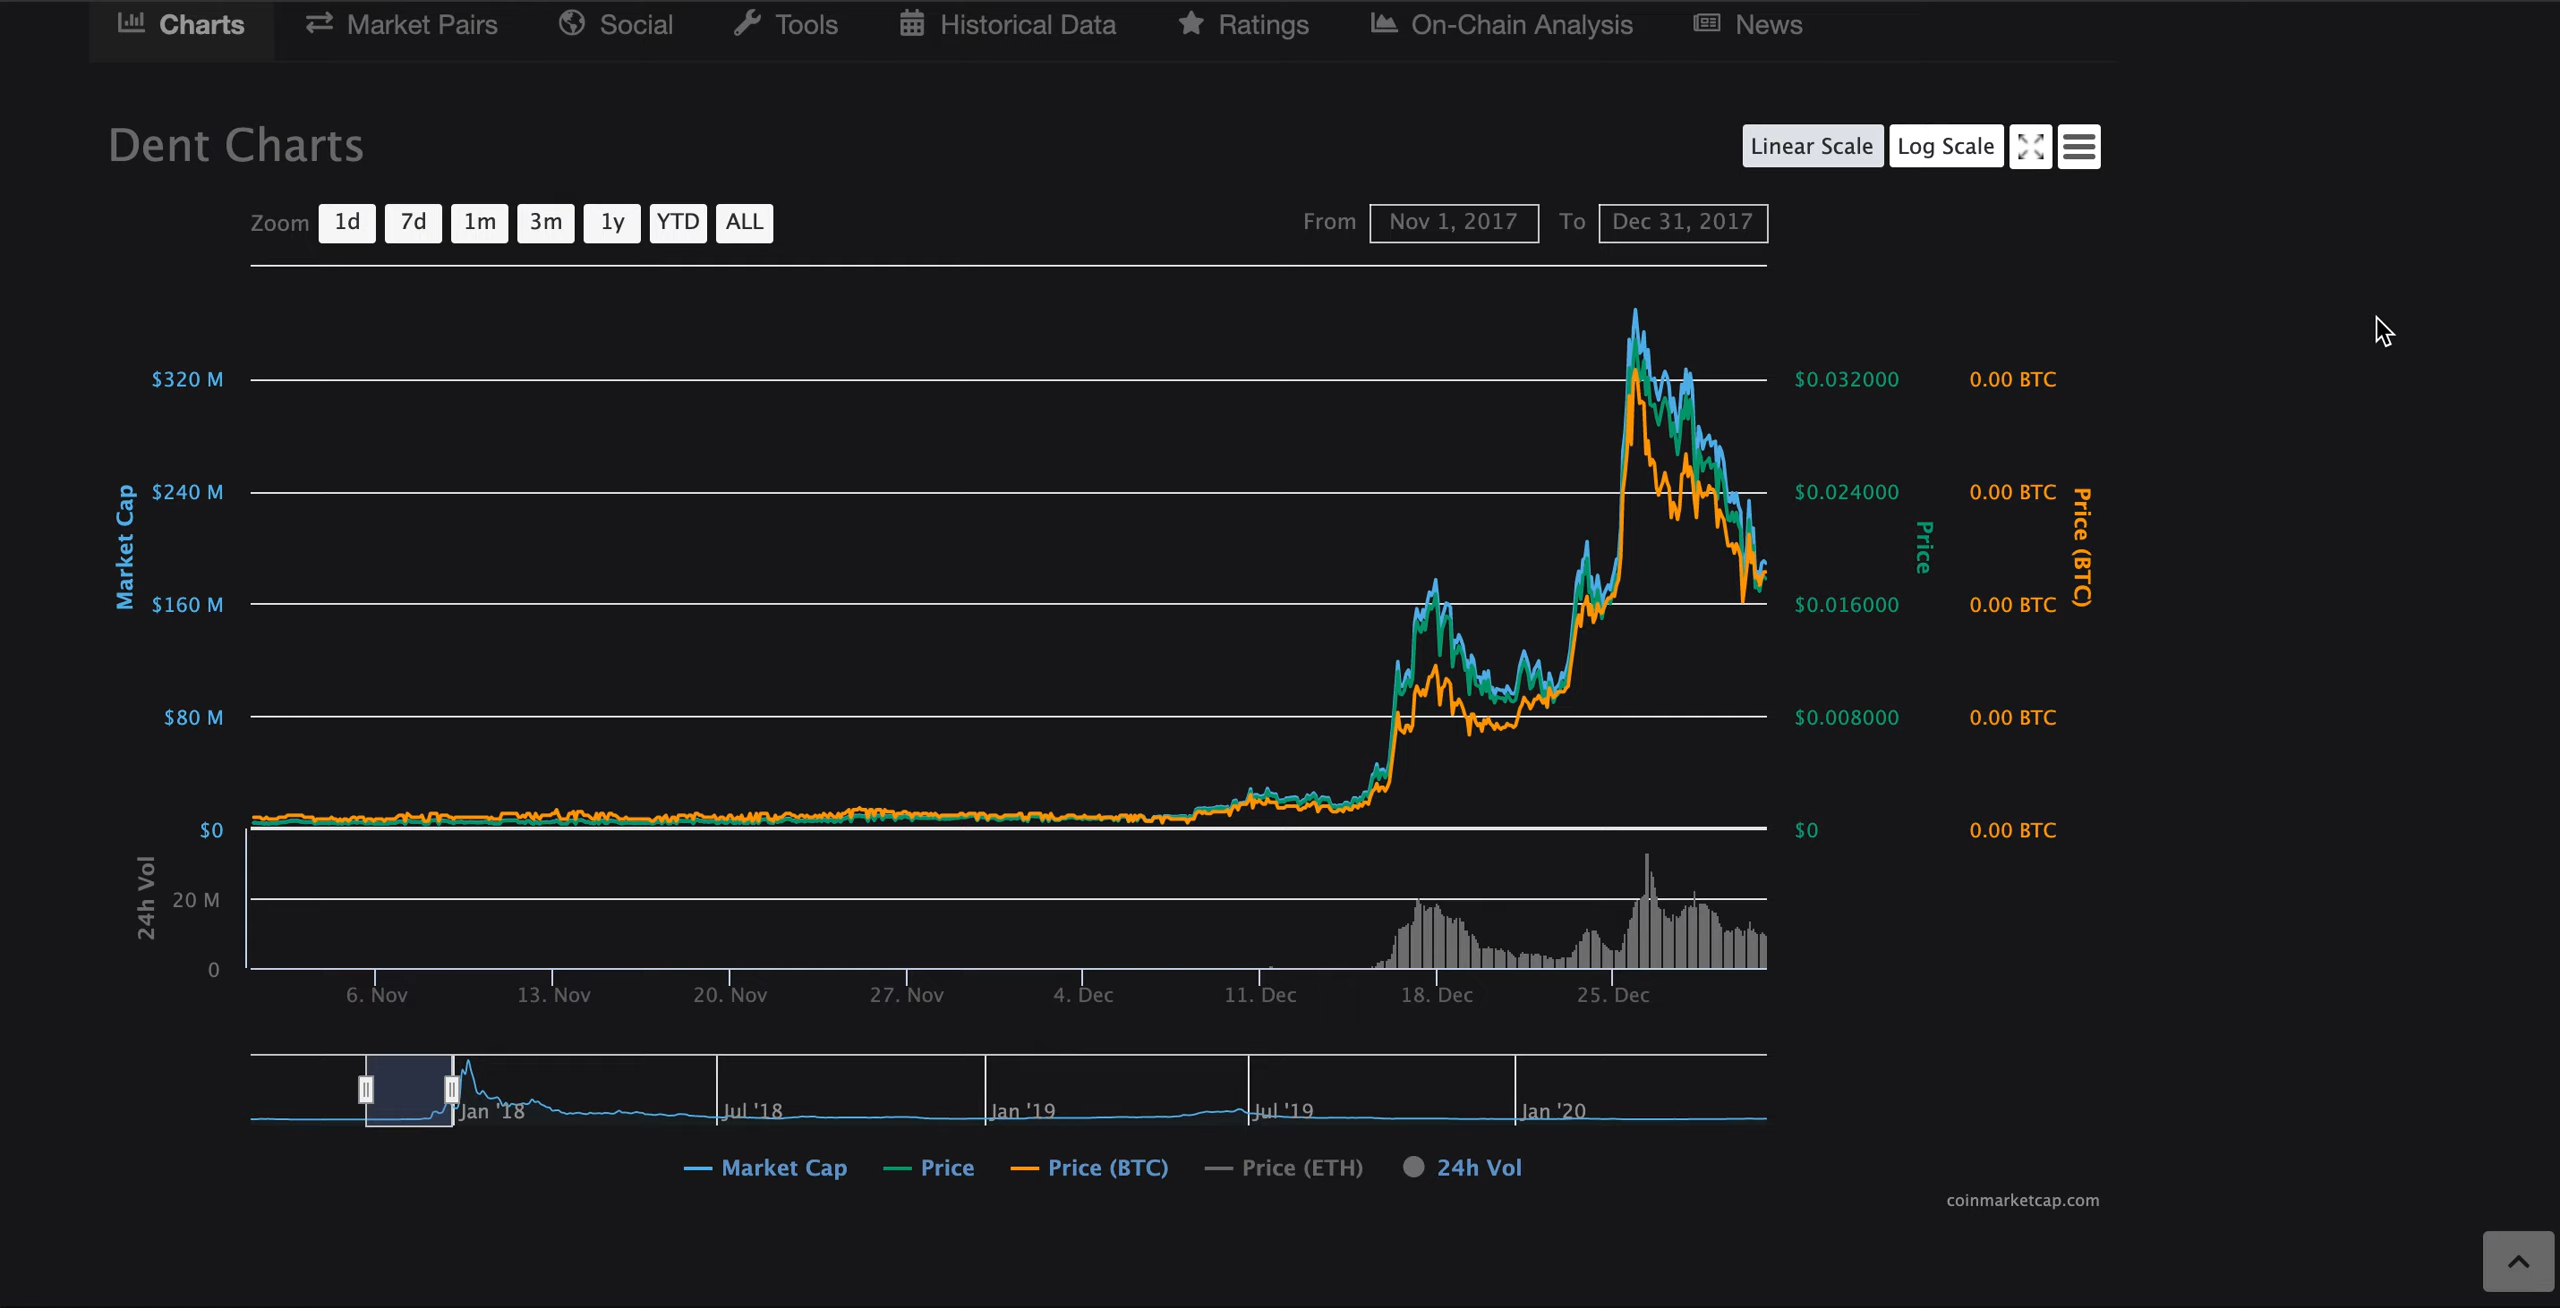 Charts Market Pairs Social Tools Historical Data Ratings On-Chain Analysis News
Dent Charts
Linear Scale Log Scale
Zoom 1d 7d 1m 3m 1y YTD ALL From Nov 1, 2017 To Dec 31, 2017
$320 M $0.032000 0.00 BTC
$240 M $0.024000 0.00 BTC
Market Cap Price Price (BTC)
$160 M $0.016000 0.00 BTC
$80 M $0.008000 0.00 BTC
$0 $0 0.00 BTC
24h Vol
20 M
0
6. Nov 13. Nov 20. Nov 27. Nov 4. Dec 11. Dec 18. Dec 25. Dec
Jan '18 Jul '18 Jan '19 Jul '19 Jan '20
Market Cap Price Price (BTC) Price (ETH) 24h Vol
coinmarketcap.com